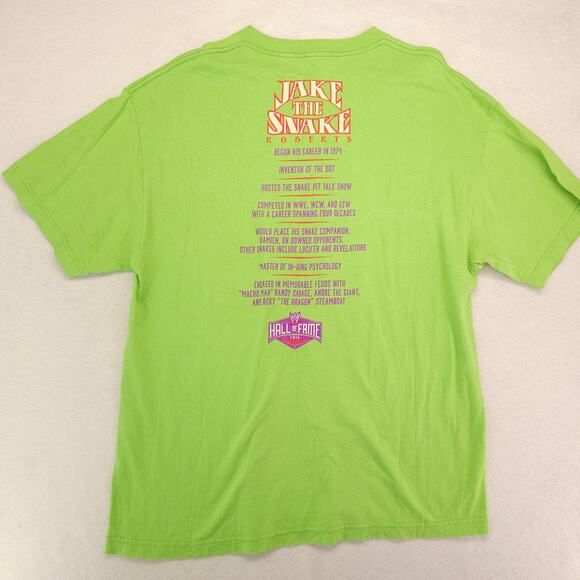 JAKE
THE
SNAKE
ROBERTS
BEGAN HIS CAREER IN 1974
INVENTOR OF THE DDT
HOSTED THE SNAKE PIT TALK SHOW
COMPETED IN WWE, WCW, AND ECW
WITH A CAREER SPANNING FOUR DECADES
WOULD PLACE HIS SNAKE COMPANION,
DAMIEN, ON DOWNED OPPONENTS.
OTHER SNAKES INCLUDE LUCIFER AND REVELATIONS
MASTER OF IN-RING PSYCHOLOGY
ENGAGED IN MEMORABLE FEUDS WITH
"MACHO MAN" RANDY SAVAGE, ANDRE THE GIANT,
AND RICKY "THE DRAGON" STEAMBOAT
W
HALL OF FAME
2014